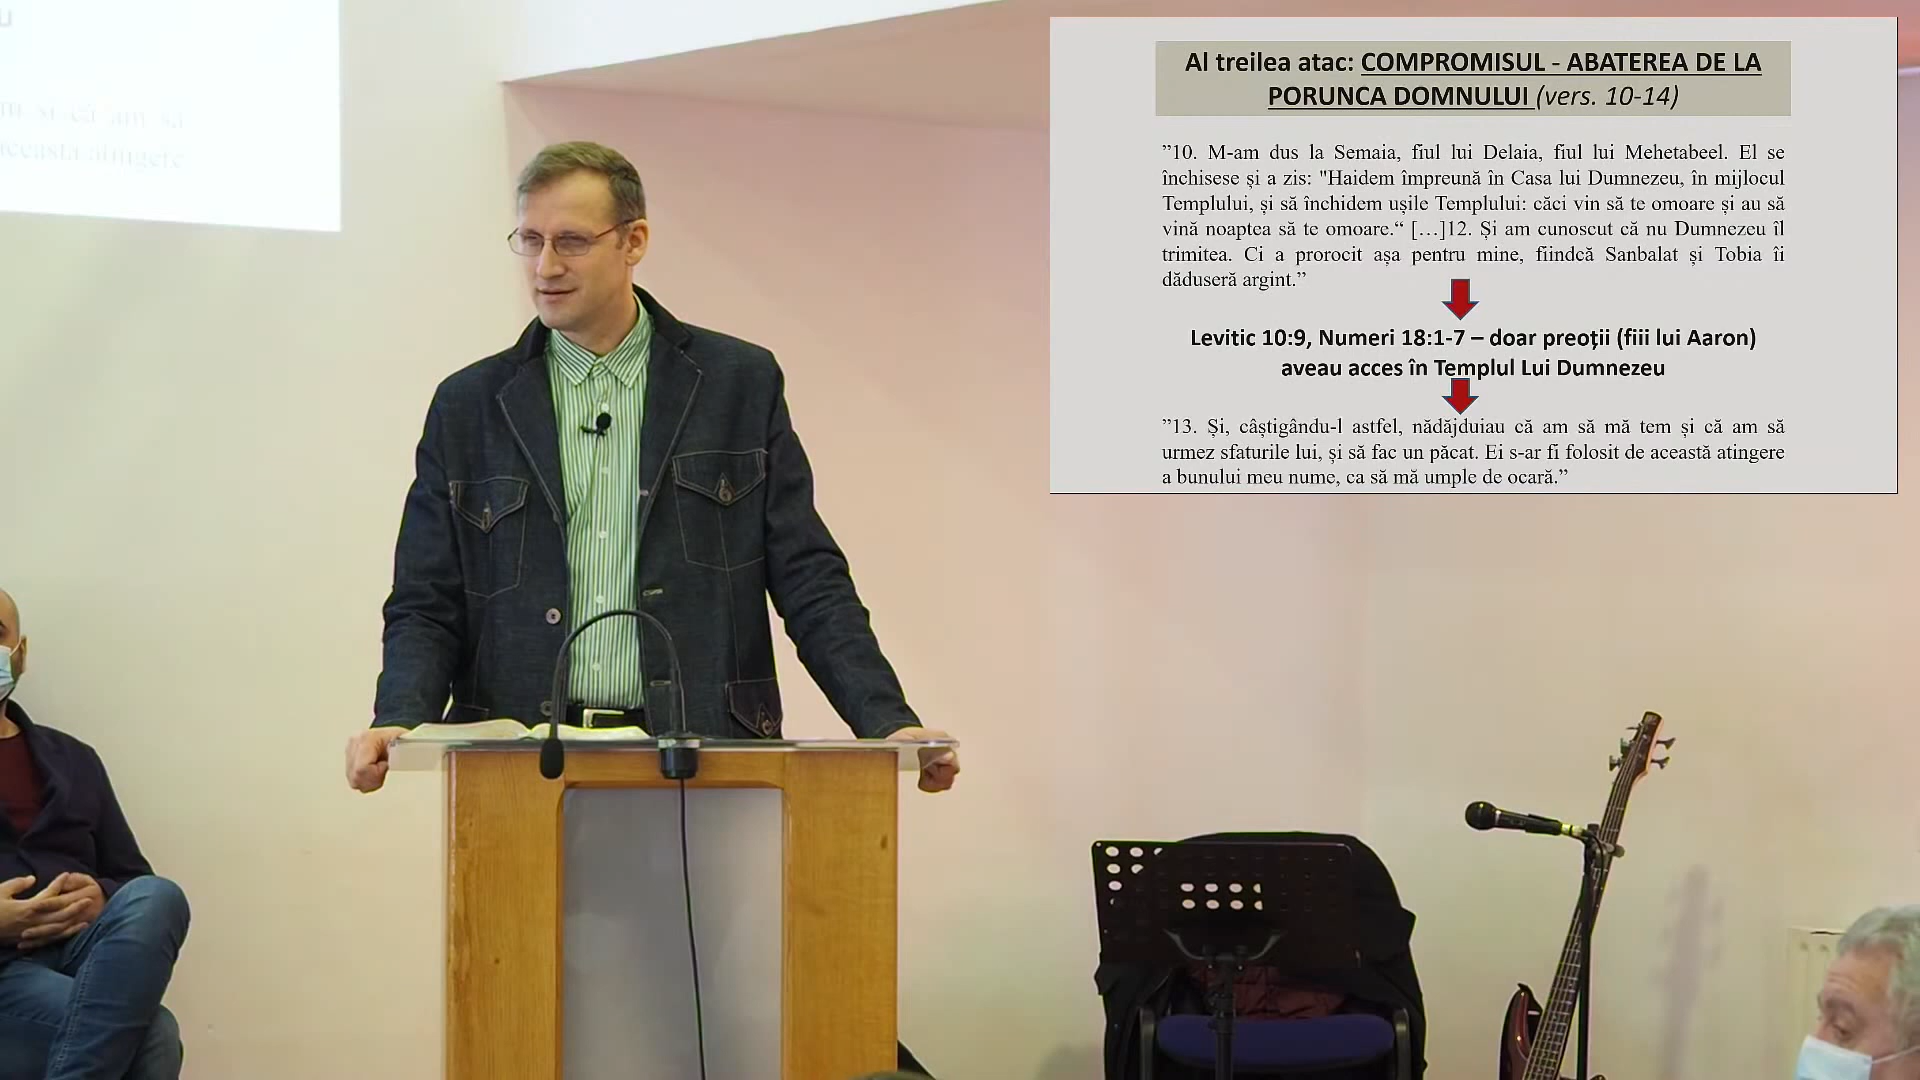 u
m și că am să
aceasta atingere
Al treilea atac: COMPROMISUL - ABATEREA DE LA
PORUNCA DOMNULUI (vers. 10-14)
”10. M-am dus la Semaia, fiul lui Delaia, fiul lui Mehetabeel. El se
închisese și a zis: "Haidem împreună în Casa lui Dumnezeu, în mijlocul
Templului, și să închidem ușile Templului: căci vin să te omoare și au să
vină noaptea să te omoare.“ […]12. Și am cunoscut că nu Dumnezeu îl
trimitea. Ci a prorocit așa pentru mine, fiindcă Sanbalat și Tobia îi
dăduseră argint.”
Levitic 10:9, Numeri 18:1-7 – doar preoții (fiii lui Aaron)
aveau acces în Templul Lui Dumnezeu
”13. Și, câștigându-l astfel, nădăjduiau că am să mă tem și că am să
urmez sfaturile lui, și să fac un păcat. Ei s-ar fi folosit de această atingere
a bunului meu nume, ca să mă umple de ocară.”